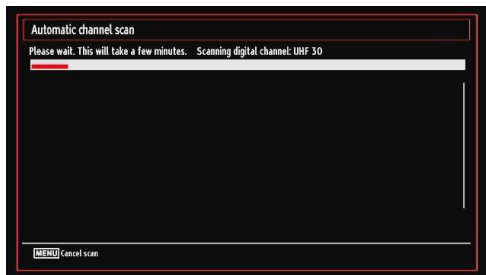 Automatic channel scan
Please wait. This will take a few minutes. Scanning digital channel: UHF 30
MENU Cancel scan